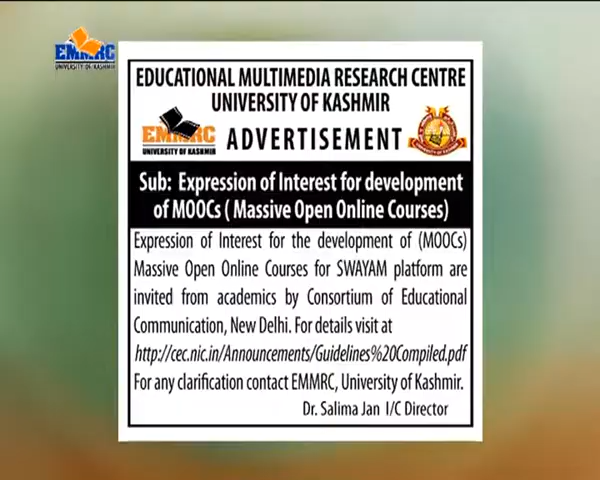 EMMRC
UNIVERSITY OF KASHMIR
EDUCATIONAL MULTIMEDIA RESEARCH CENTRE
UNIVERSITY OF KASHMIR
EMMRC
UNIVERSITY OF KASHMIR
ADVERTISEMENT
Sub: Expression of Interest for development
of MOOCs ( Massive Open Online Courses)
Expression of Interest for the development of (MOOCs)
Massive Open Online Courses for SWAYAM platform are
invited from academics by Consortium of Educational
Communication, New Delhi. For details visit at
http://cec.nic.in/Announcements/Guidelines%20Compiled.pdf
For any clarification contact EMMRC, University of Kashmir.
Dr. Salima Jan I/C Director